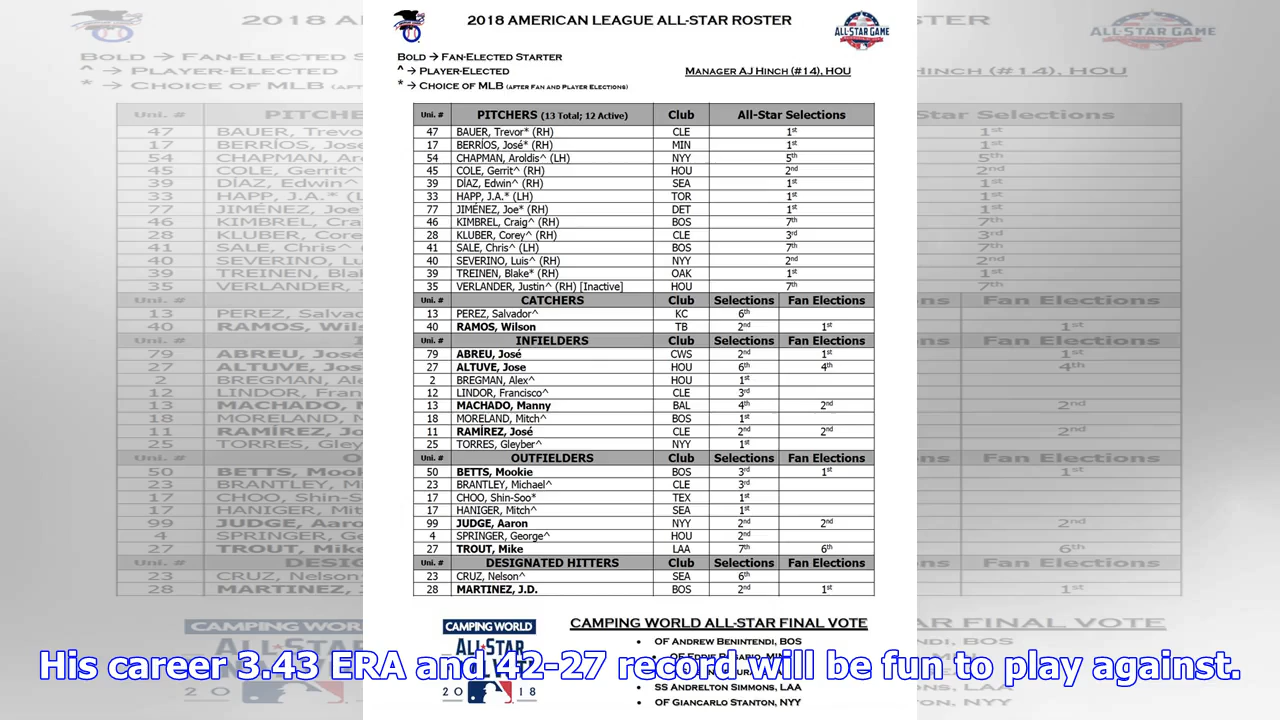 2018 AMERICAN LEAGUE ALL-STAR ROSTER
ALL-STAR GAME
BOLD → FAN-ELECTED STARTER
^ → PLAYER-ELECTED
MANAGER AJ HINCH (#14), HOU
* → CHOICE OF MLB (AFTER FAN AND PLAYER ELECTIONS)
Uni. # PITCHERS (13 Total; 12 Active) Club All-Star Selections
47 BAUER, Trevor* (RH) CLE 1st
17 BERRÍOS, José* (RH) MIN 1st
54 CHAPMAN, Aroldis^ (LH) NYY 5th
45 COLE, Gerrit^ (RH) HOU 2nd
39 DÍAZ, Edwin^ (RH) SEA 1st
33 HAPP, J.A.* (LH) TOR 1st
77 JIMÉNEZ, Joe* (RH) DET 1st
46 KIMBREL, Craig^ (RH) BOS 7th
28 KLUBER, Corey^ (RH) CLE 3rd
41 SALE, Chris^ (LH) BOS 7th
40 SEVERINO, Luis^ (RH) NYY 2nd
39 TREINEN, Blake* (RH) OAK 1st
35 VERLANDER, Justin^ (RH) [Inactive] HOU 7th
Uni. # CATCHERS Club Selections Fan Elections
13 PEREZ, Salvador^ KC 6th
40 RAMOS, Wilson TB 2nd 1st
Uni. # INFIELDERS Club Selections Fan Elections
79 ABREU, José CWS 2nd 1st
27 ALTUVE, Jose HOU 6th 4th
2 BREGMAN, Alex^ HOU 1st
12 LINDOR, Francisco^ CLE 3rd
13 MACHADO, Manny BAL 4th 2nd
18 MORELAND, Mitch^ BOS 1st
11 RAMÍREZ, José CLE 2nd 2nd
25 TORRES, Gleyber^ NYY 1st
Uni. # OUTFIELDERS Club Selections Fan Elections
50 BETTS, Mookie BOS 3rd 1st
23 BRANTLEY, Michael^ CLE 3rd
17 CHOO, Shin-Soo* TEX 1st
17 HANIGER, Mitch^ SEA 1st
99 JUDGE, Aaron NYY 2nd 2nd
4 SPRINGER, George^ HOU 2nd
27 TROUT, Mike LAA 7th 6th
Uni. # DESIGNATED HITTERS Club Selections Fan Elections
23 CRUZ, Nelson^ SEA 6th
28 MARTINEZ, J.D. BOS 2nd 1st
CAMPING WORLD
ALL-STAR
2018
CAMPING WORLD ALL-STAR FINAL VOTE
• OF ANDREW BENINTENDI, BOS
• SS ANDRELTON SIMMONS, LAA
• OF GIANCARLO STANTON, NYY
His career 3.43 ERA and 42-27 record will be fun to play against.